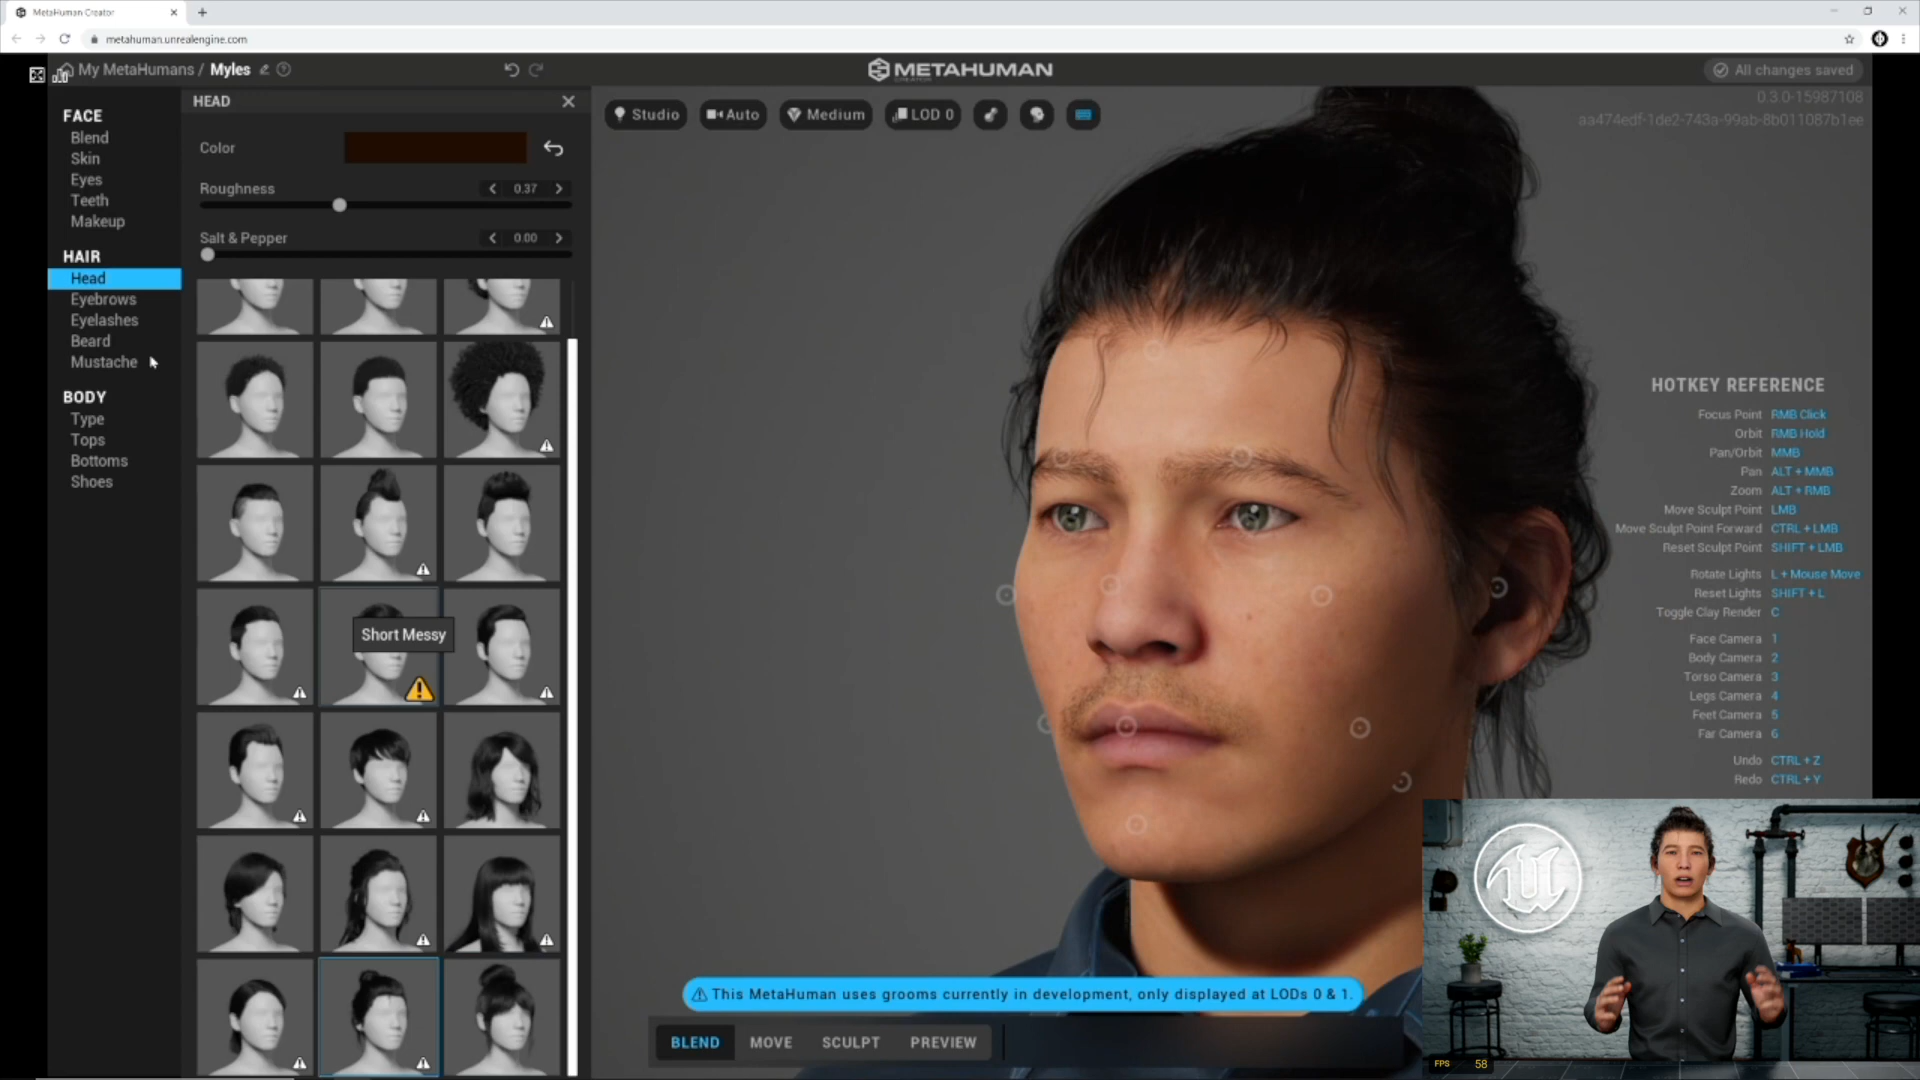 MetaHuman Creator
metahuman.unrealengine.com
My MetaHumans / Myles
METAHUMAN
CREATOR
All changes saved
0.3.0-15987108
aa474edf-1de2-743a-99ab-8b011087b1ee
FACE
Blend
Skin
Eyes
Teeth
Makeup
HAIR
Head
Eyebrows
Eyelashes
Beard
Mustache
BODY
Type
Tops
Bottoms
Shoes
HEAD
Color
Roughness 0.37
Salt & Pepper 0.00
Short Messy
Studio
Auto
Medium
LOD 0
HOTKEY REFERENCE
Focus Point RMB Click
Orbit RMB Hold
Pan/Orbit MMB
Pan ALT + MMB
Zoom ALT + RMB
Move Sculpt Point LMB
Move Sculpt Point Forward CTRL + LMB
Reset Sculpt Point SHIFT + LMB
Rotate Lights L + Mouse Move
Reset Lights SHIFT + L
Toggle Clay Render C
Face Camera 1
Body Camera 2
Torso Camera 3
Legs Camera 4
Feet Camera 5
Far Camera 6
Undo CTRL + Z
Redo CTRL + Y
This MetaHuman uses grooms currently in development, only displayed at LODs 0 & 1.
BLEND
MOVE
SCULPT
PREVIEW
FPS 58